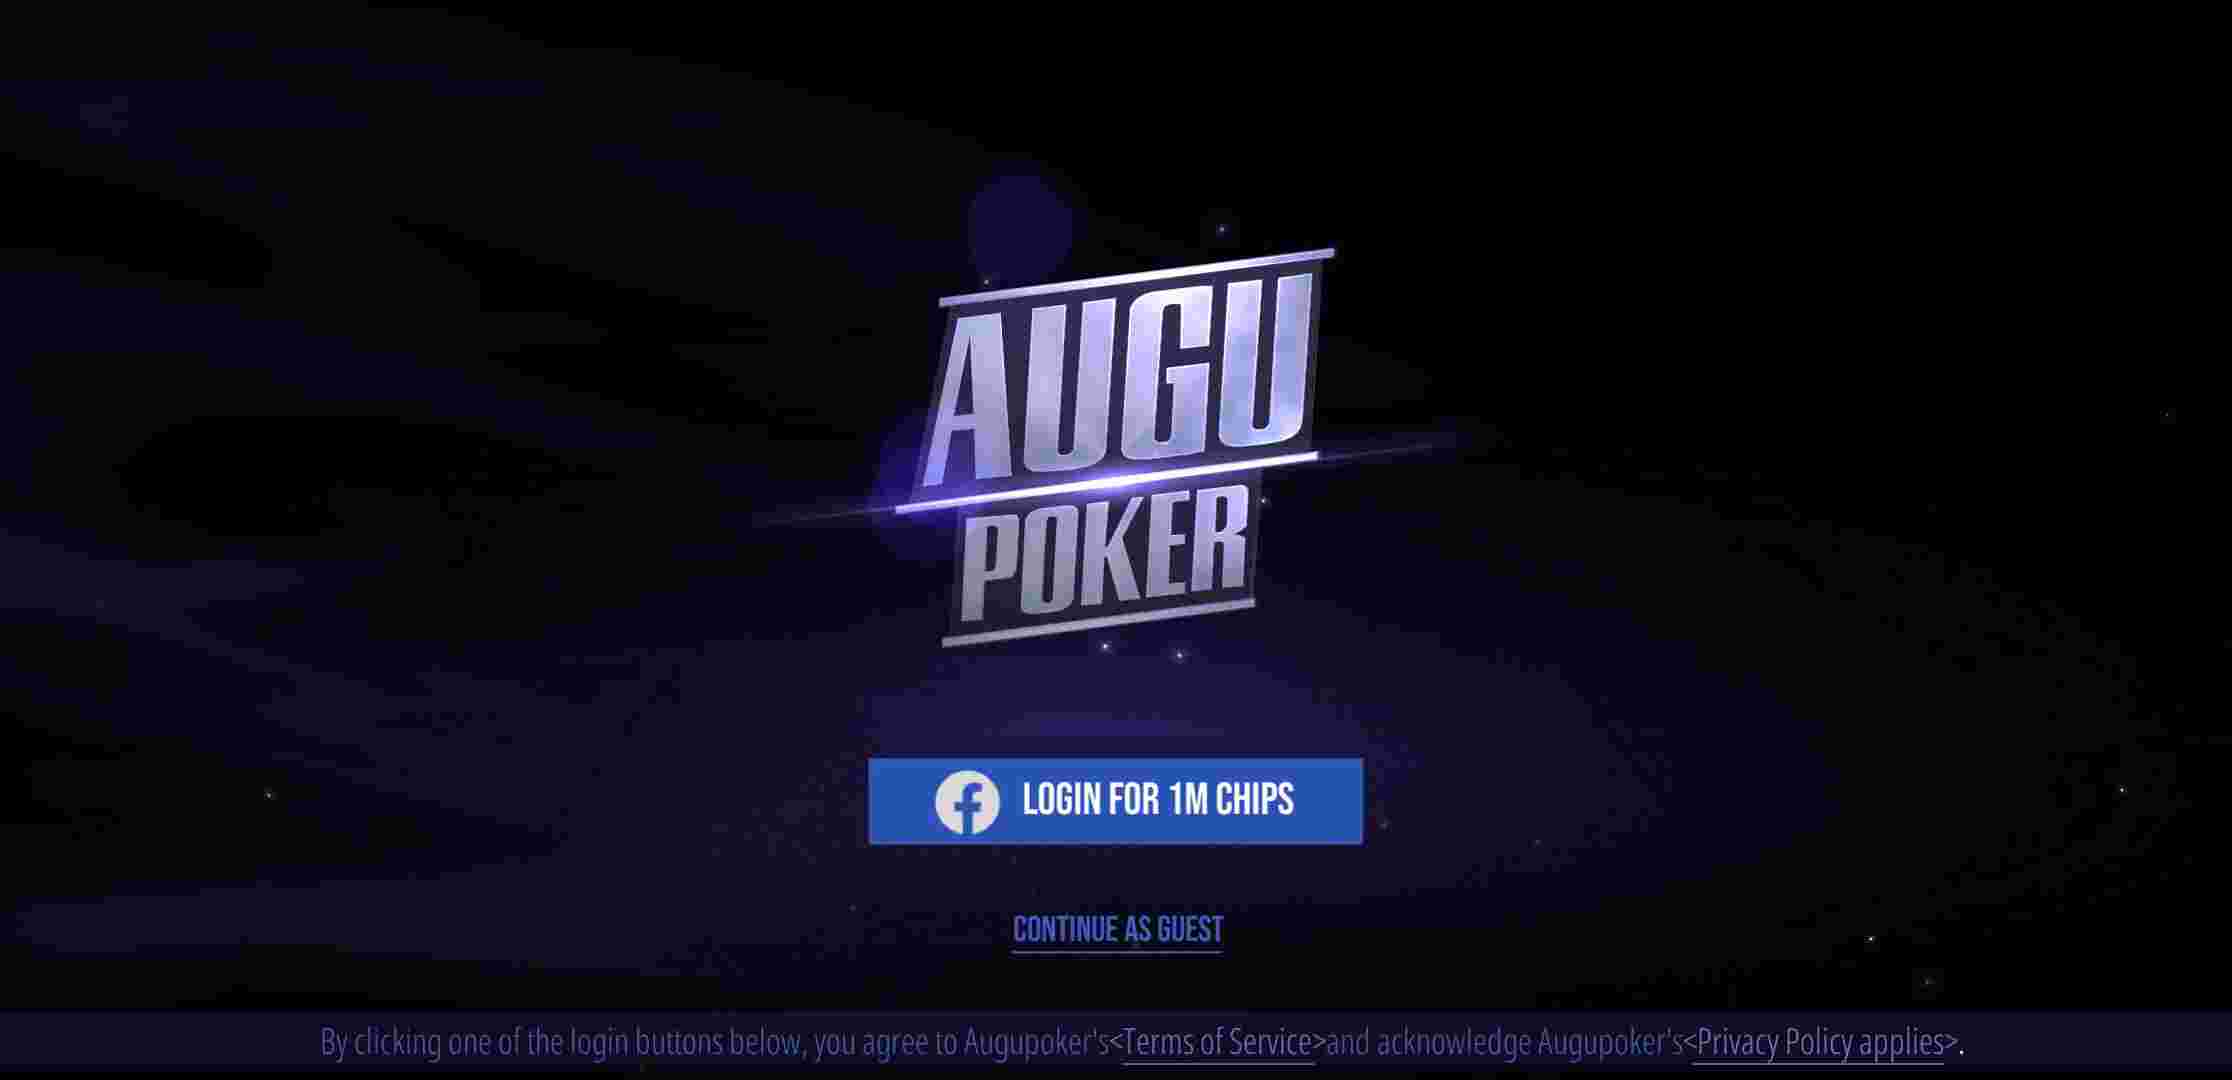 AUGU
POKER
LOGIN FOR 1M CHIPS
CONTINUE AS GUEST
By clicking one of the login buttons below, you agree to Augupoker's<Terms of Service>and acknowledge Augupoker's<Privacy Policy applies>.